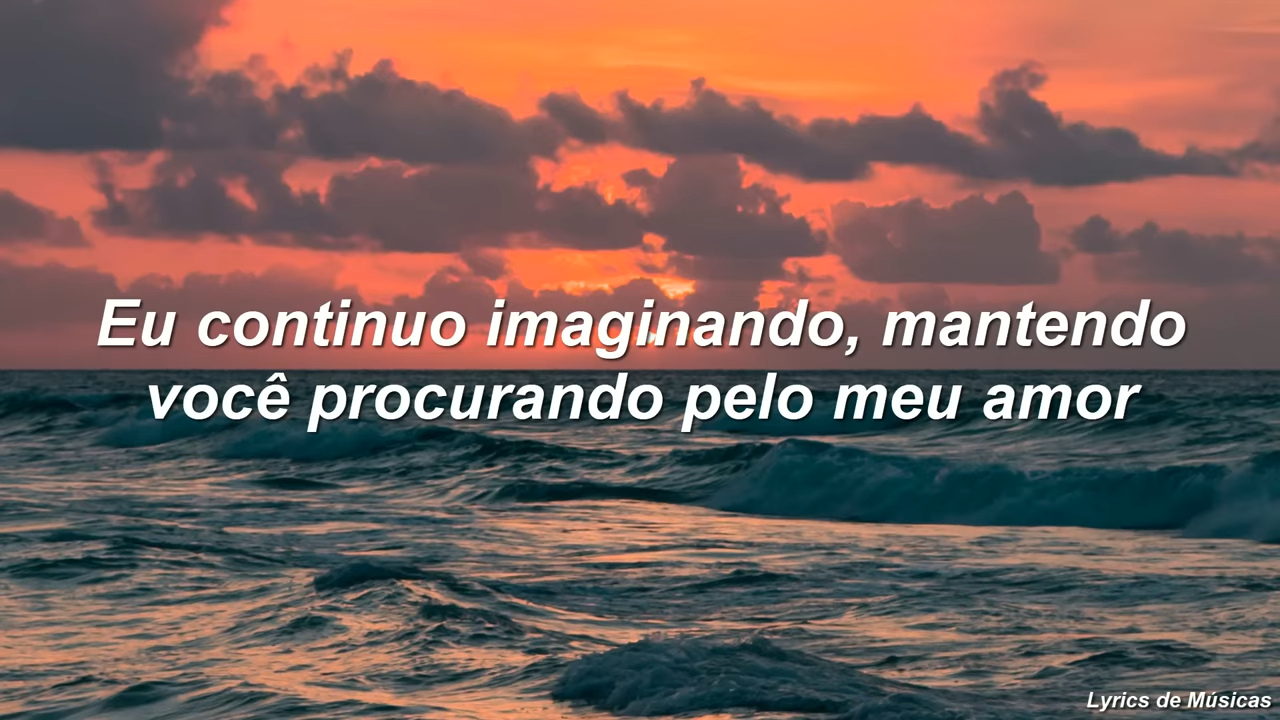 Eu continuo imaginando, mantendo
você procurando pelo meu amor
Lyrics de Músicas